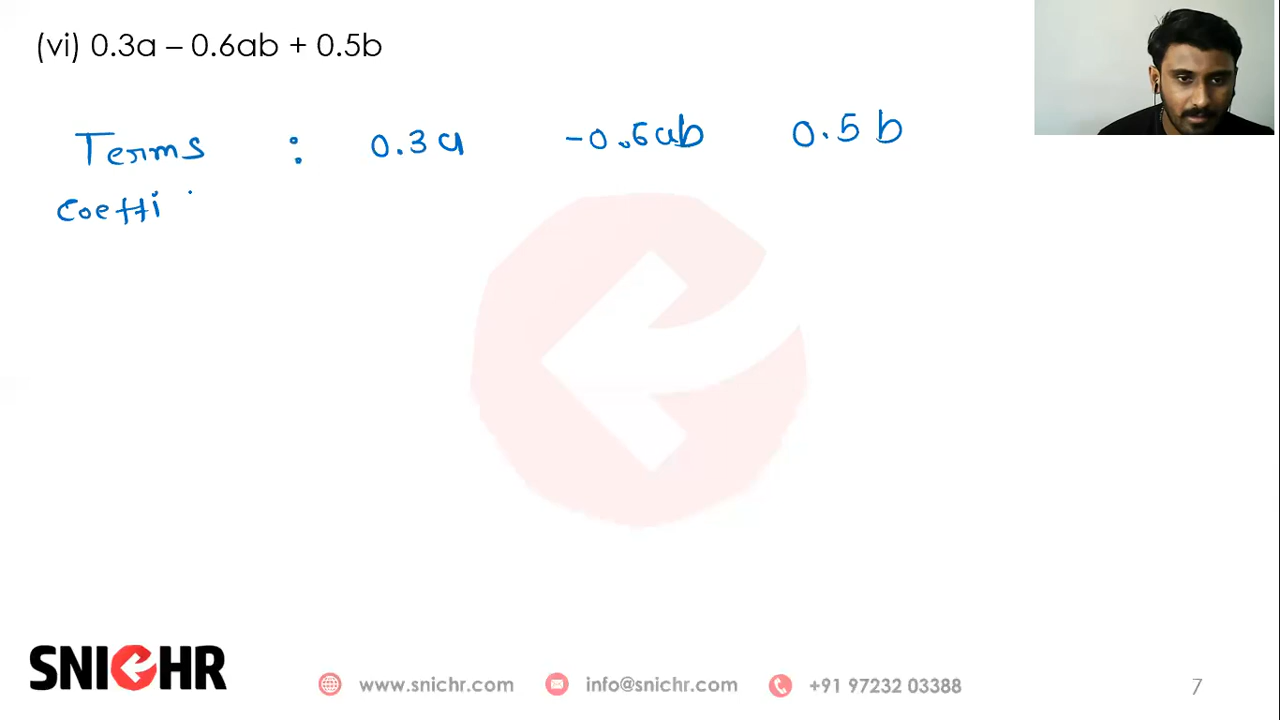 (vi) 0.3a – 0.6ab + 0.5b
Terms : 0.3a -0.6ab 0.5b
Coeffi
SNICHR
www.snichr.com info@snichr.com +91 97232 03388 7